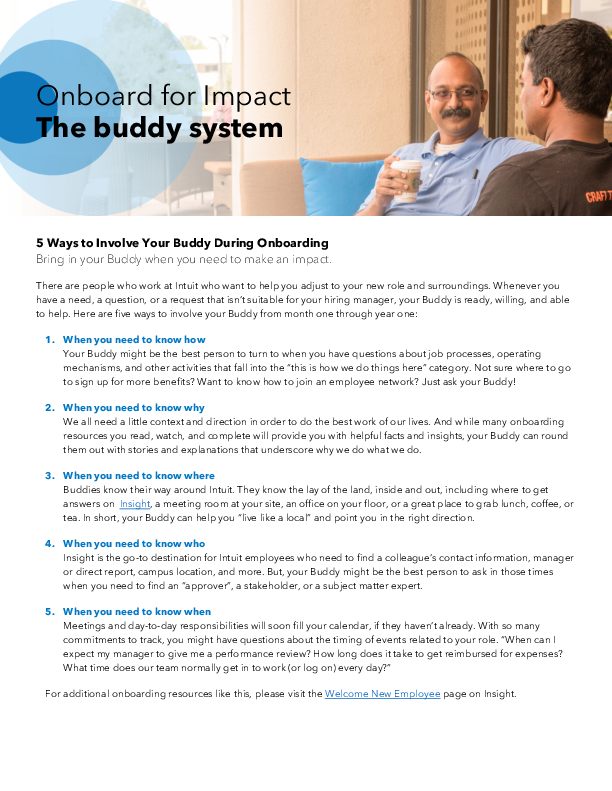 Onboard for Impact
The buddy system
CRAFT T
5 Ways to Involve Your Buddy During Onboarding
Bring in your Buddy when you need to make an impact.
There are people who work at Intuit who want to help you adjust to your new role and surroundings. Whenever you
have a need, a question, or a request that isn’t suitable for your hiring manager, your Buddy is ready, willing, and able
to help. Here are five ways to involve your Buddy from month one through year one:
1. When you need to know how
Your Buddy might be the best person to turn to when you have questions about job processes, operating
mechanisms, and other activities that fall into the “this is how we do things here” category. Not sure where to go
to sign up for more benefits? Want to know how to join an employee network? Just ask your Buddy!
2. When you need to know why
We all need a little context and direction in order to do the best work of our lives. And while many onboarding
resources you read, watch, and complete will provide you with helpful facts and insights, your Buddy can round
them out with stories and explanations that underscore why we do what we do.
3. When you need to know where
Buddies know their way around Intuit. They know the lay of the land, inside and out, including where to get
answers on Insight, a meeting room at your site, an office on your floor, or a great place to grab lunch, coffee, or
tea. In short, your Buddy can help you “live like a local” and point you in the right direction.
4. When you need to know who
Insight is the go-to destination for Intuit employees who need to find a colleague’s contact information, manager
or direct report, campus location, and more. But, your Buddy might be the best person to ask in those times
when you need to find an “approver”, a stakeholder, or a subject matter expert.
5. When you need to know when
Meetings and day-to-day responsibilities will soon fill your calendar, if they haven’t already. With so many
commitments to track, you might have questions about the timing of events related to your role. “When can I
expect my manager to give me a performance review? How long does it take to get reimbursed for expenses?
What time does our team normally get in to work (or log on) every day?”
For additional onboarding resources like this, please visit the Welcome New Employee page on Insight.